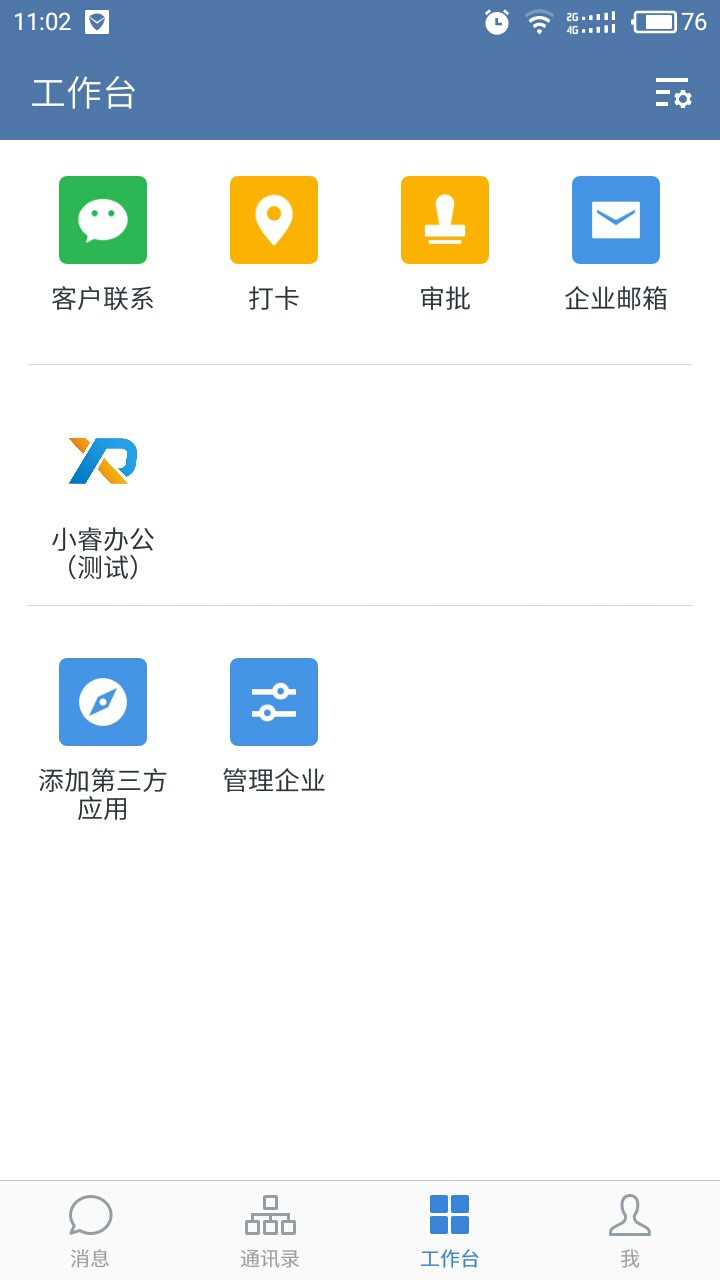 11:02
2G
4G
76
工作台
客户联系
打卡
审批
企业邮箱
小睿办公
（测试）
添加第三方
应用
管理企业
消息
通讯录
工作台
我